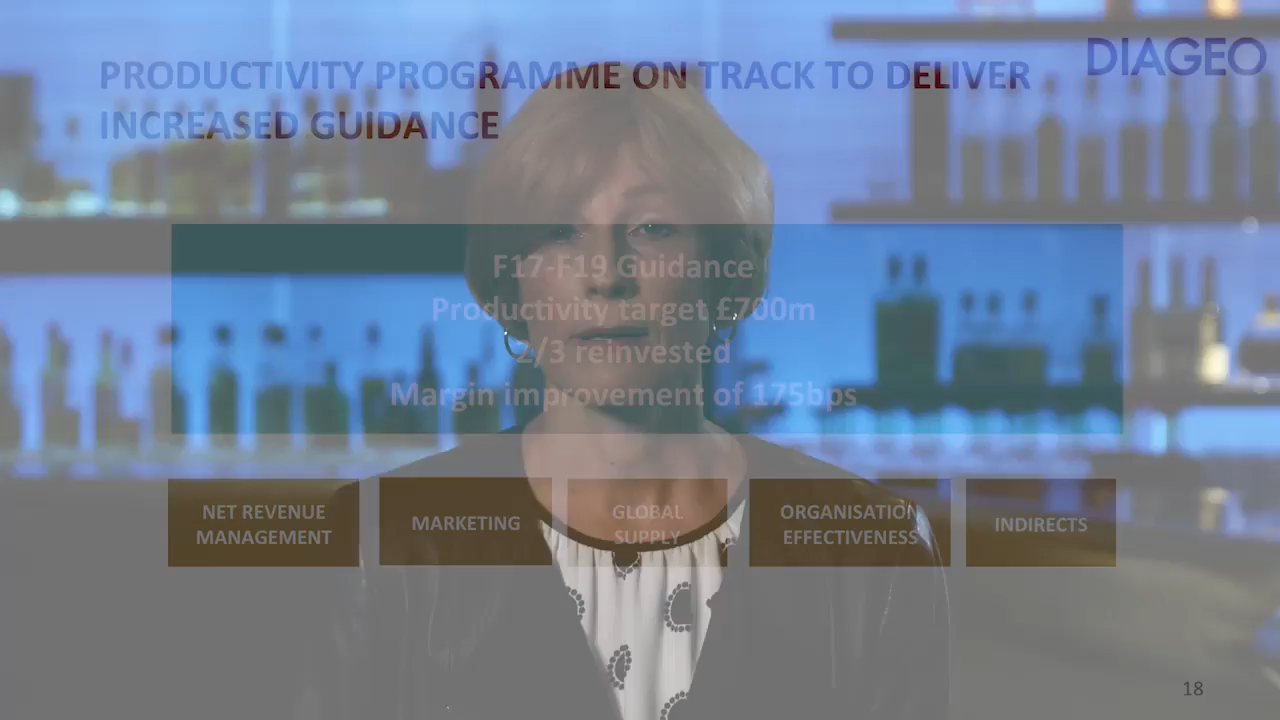 DIAGEO
PRODUCTIVITY PROGRAMME ON TRACK TO DELIVER
INCREASED GUIDANCE
F17-F19 Guidance
Productivity target £700m
2/3 reinvested
Margin improvement of 175bps
NET REVENUE
MANAGEMENT
MARKETING
GLOBAL
SUPPLY
ORGANISATION
EFFECTIVENESS
INDIRECTS
18